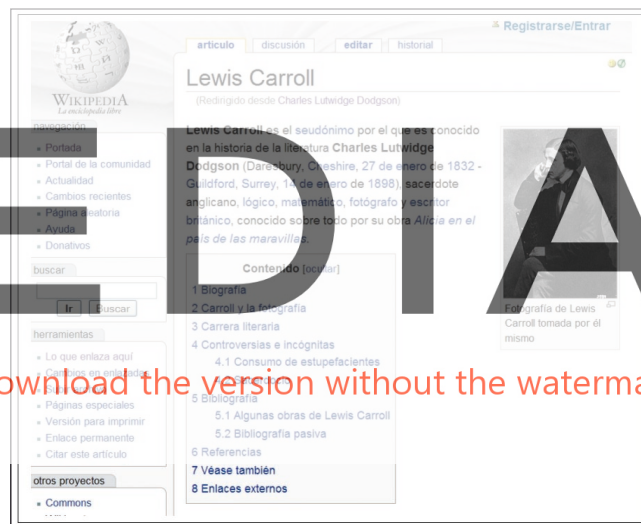 Registrarse/Entrar
artículo discusión editar historial
WIKIPEDIA
La enciclopedia libre
navegación
Portada
Portal de la comunidad
Actualidad
Cambios recientes
Página aleatoria
Ayuda
Donativos
buscar
Ir Buscar
herramientas
Lo que enlaza aquí
Cambios en enlazadas
Páginas especiales
Versión para imprimir
Enlace permanente
Citar este artículo
otros proyectos
Commons
Lewis Carroll
(Redirigido desde Charles Lutwidge Dodgson)
Lewis Carroll es el seudónimo por el que es conocido
en la historia de la literatura Charles Lutwidge
Dodgson (Daresbury, Cheshire, 27 de enero de 1832 -
Guildford, Surrey, 14 de enero de 1898), sacerdote
anglicano, lógico, matemático, fotógrafo y escritor
británico, conocido sobre todo por su obra Alicia en el
país de las maravillas.
Contenido [ocultar]
1 Biografía
2 Carroll y la fotografía
3 Carrera literaria
4 Controversias e incógnitas
4.1 Consumo de estupefacientes
5 Bibliografía
5.1 Algunas obras de Lewis Carroll
5.2 Bibliografía pasiva
6 Referencias
7 Véase también
8 Enlaces externos
Fotografía de Lewis
Carroll tomada por él
mismo
EDIA
ownload the version without the waterma